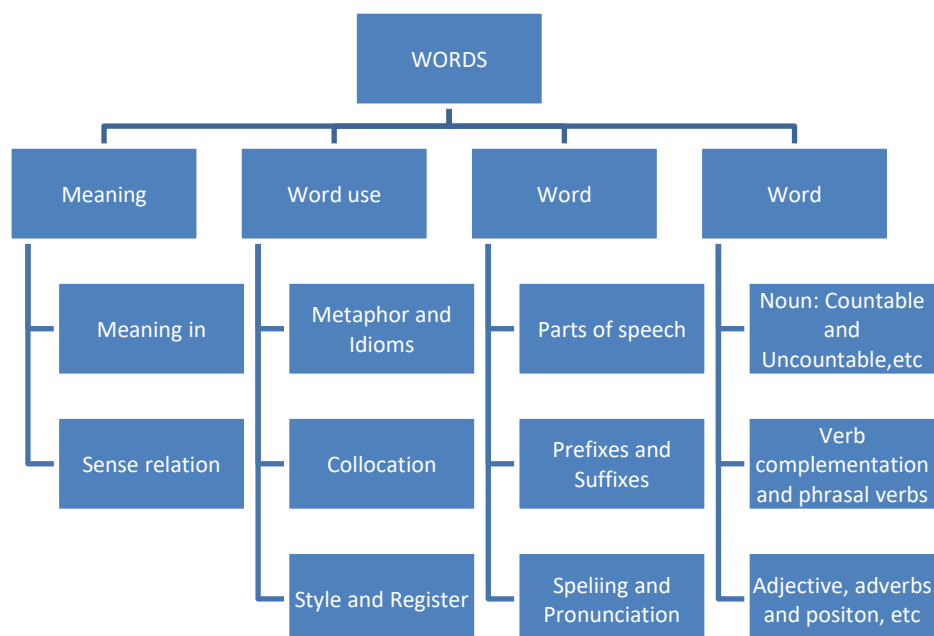 WORDS
Meaning
Word use
Word
Word
Meaning in
Sense relation
Metaphor and
Idioms
Collocation
Style and Register
Parts of speech
Prefixes and
Suffixes
Speliing and
Pronunciation
Noun: Countable
and
Uncountable,etc
Verb
complementation
and phrasal verbs
Adjective, adverbs
and positon, etc